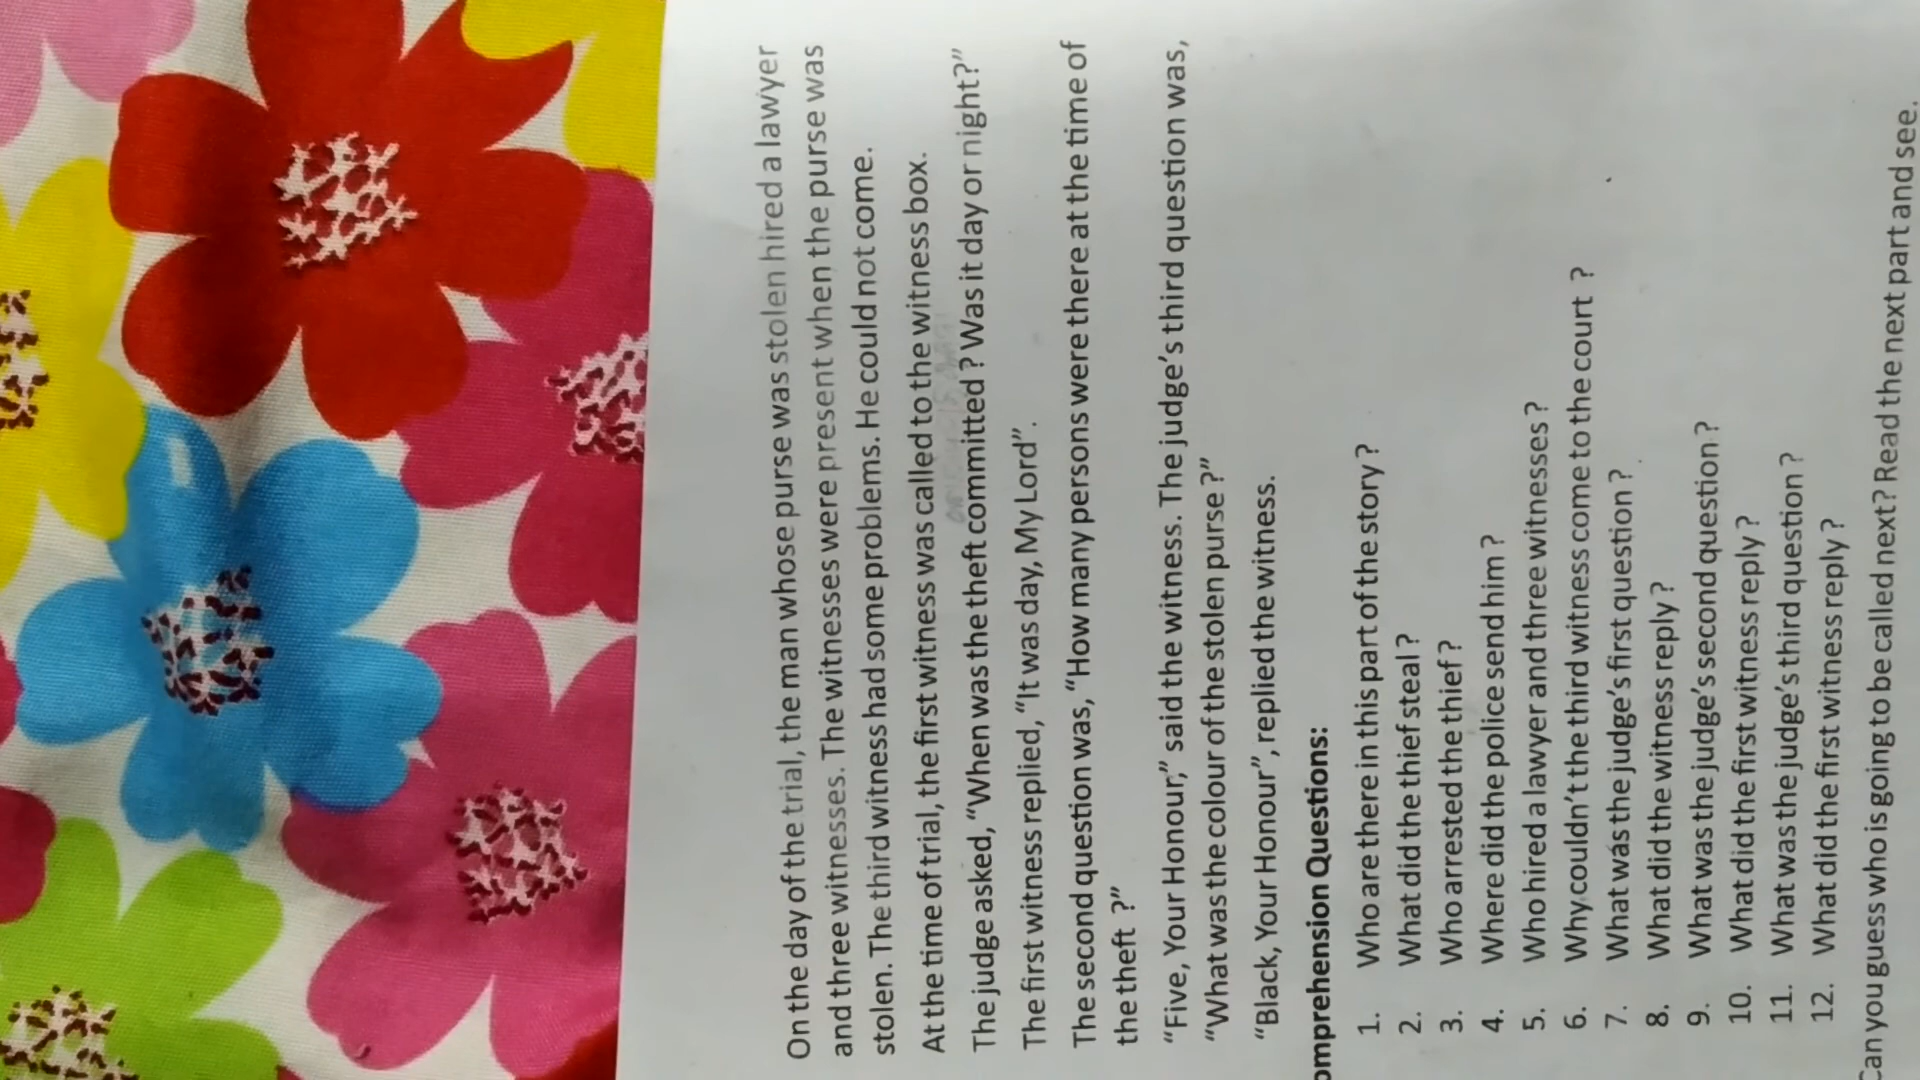 On the day of the trial, the man whose purse was stolen hired a lawyer
and three witnesses. The witnesses were present when the purse was
stolen. The third witness had some problems. He could not come.
At the time of trial, the first witness was called to the witness box.
The judge asked, “When was the theft committed ? Was it day or night?”
The first witness replied, “It was day, My Lord”.
The second question was, “How many persons were there at the time of
the theft ?”
“Five, Your Honour,” said the witness. The judge’s third question was,
“What was the colour of the stolen purse ?”
“Black, Your Honour”, replied the witness.
omprehension Questions:
1. Who are there in this part of the story ?
2. What did the thief steal ?
3. Who arrested the thief ?
4. Where did the police send him ?
5. Who hired a lawyer and three witnesses ?
6. Why couldn’t the third witness come to the court ?
7. What was the judge’s first question ?
8. What did the witness reply ?
9. What was the judge’s second question ?
10. What did the first witness reply ?
11. What was the judge’s third question ?
12. What did the first witness reply ?
Can you guess who is going to be called next? Read the next part and see.